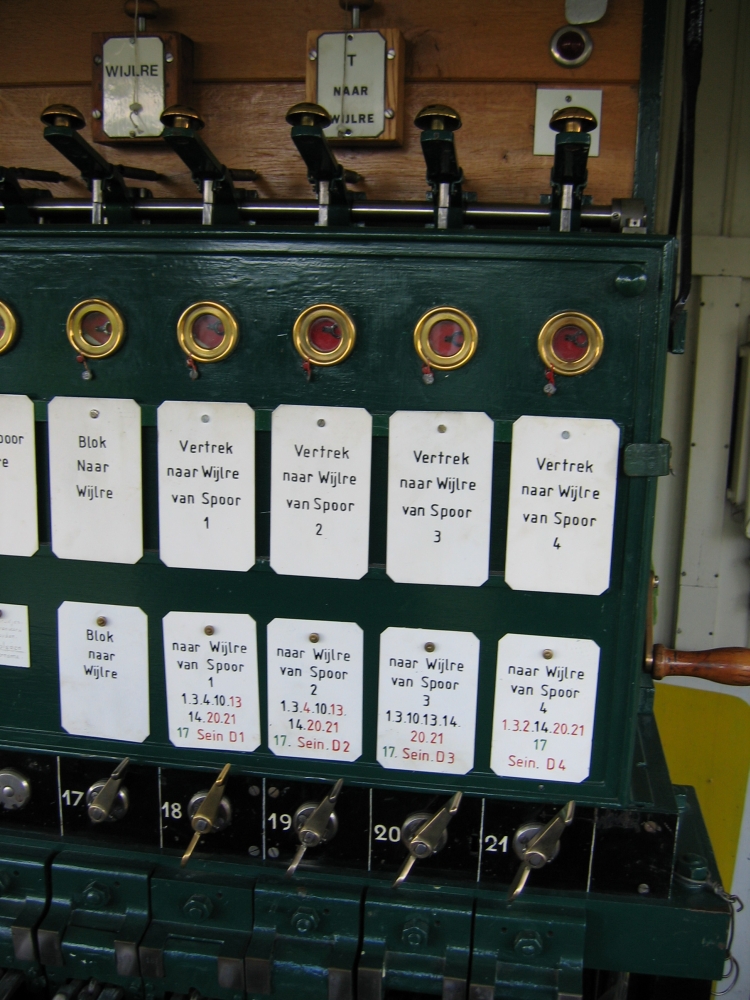 WIJLRE
T
NAAR
WIJLRE
Blok
Naar
Wijlre
Vertrek
naar Wijlre
van Spoor
1
Vertrek
naar Wijlre
van Spoor
2
Vertrek
naar Wijlre
van Spoor
3
Vertrek
naar Wijlre
van Spoor
4
Blok
naar
Wijlre
naar Wijlre
van Spoor
1
1.3.4.10.13
14.20.21
17 Sein D1
naar Wijlre
van Spoor
2
1.3.4.10.13.
14.20.21
17. Sein.D2
naar Wijlre
van Spoor
3
1.3.10.13.14.
20.21
17. Sein.D3
naar Wijlre
van Spoor
4
1.3.2.14.20.21
17
Sein. D4
17
18
19
20
21